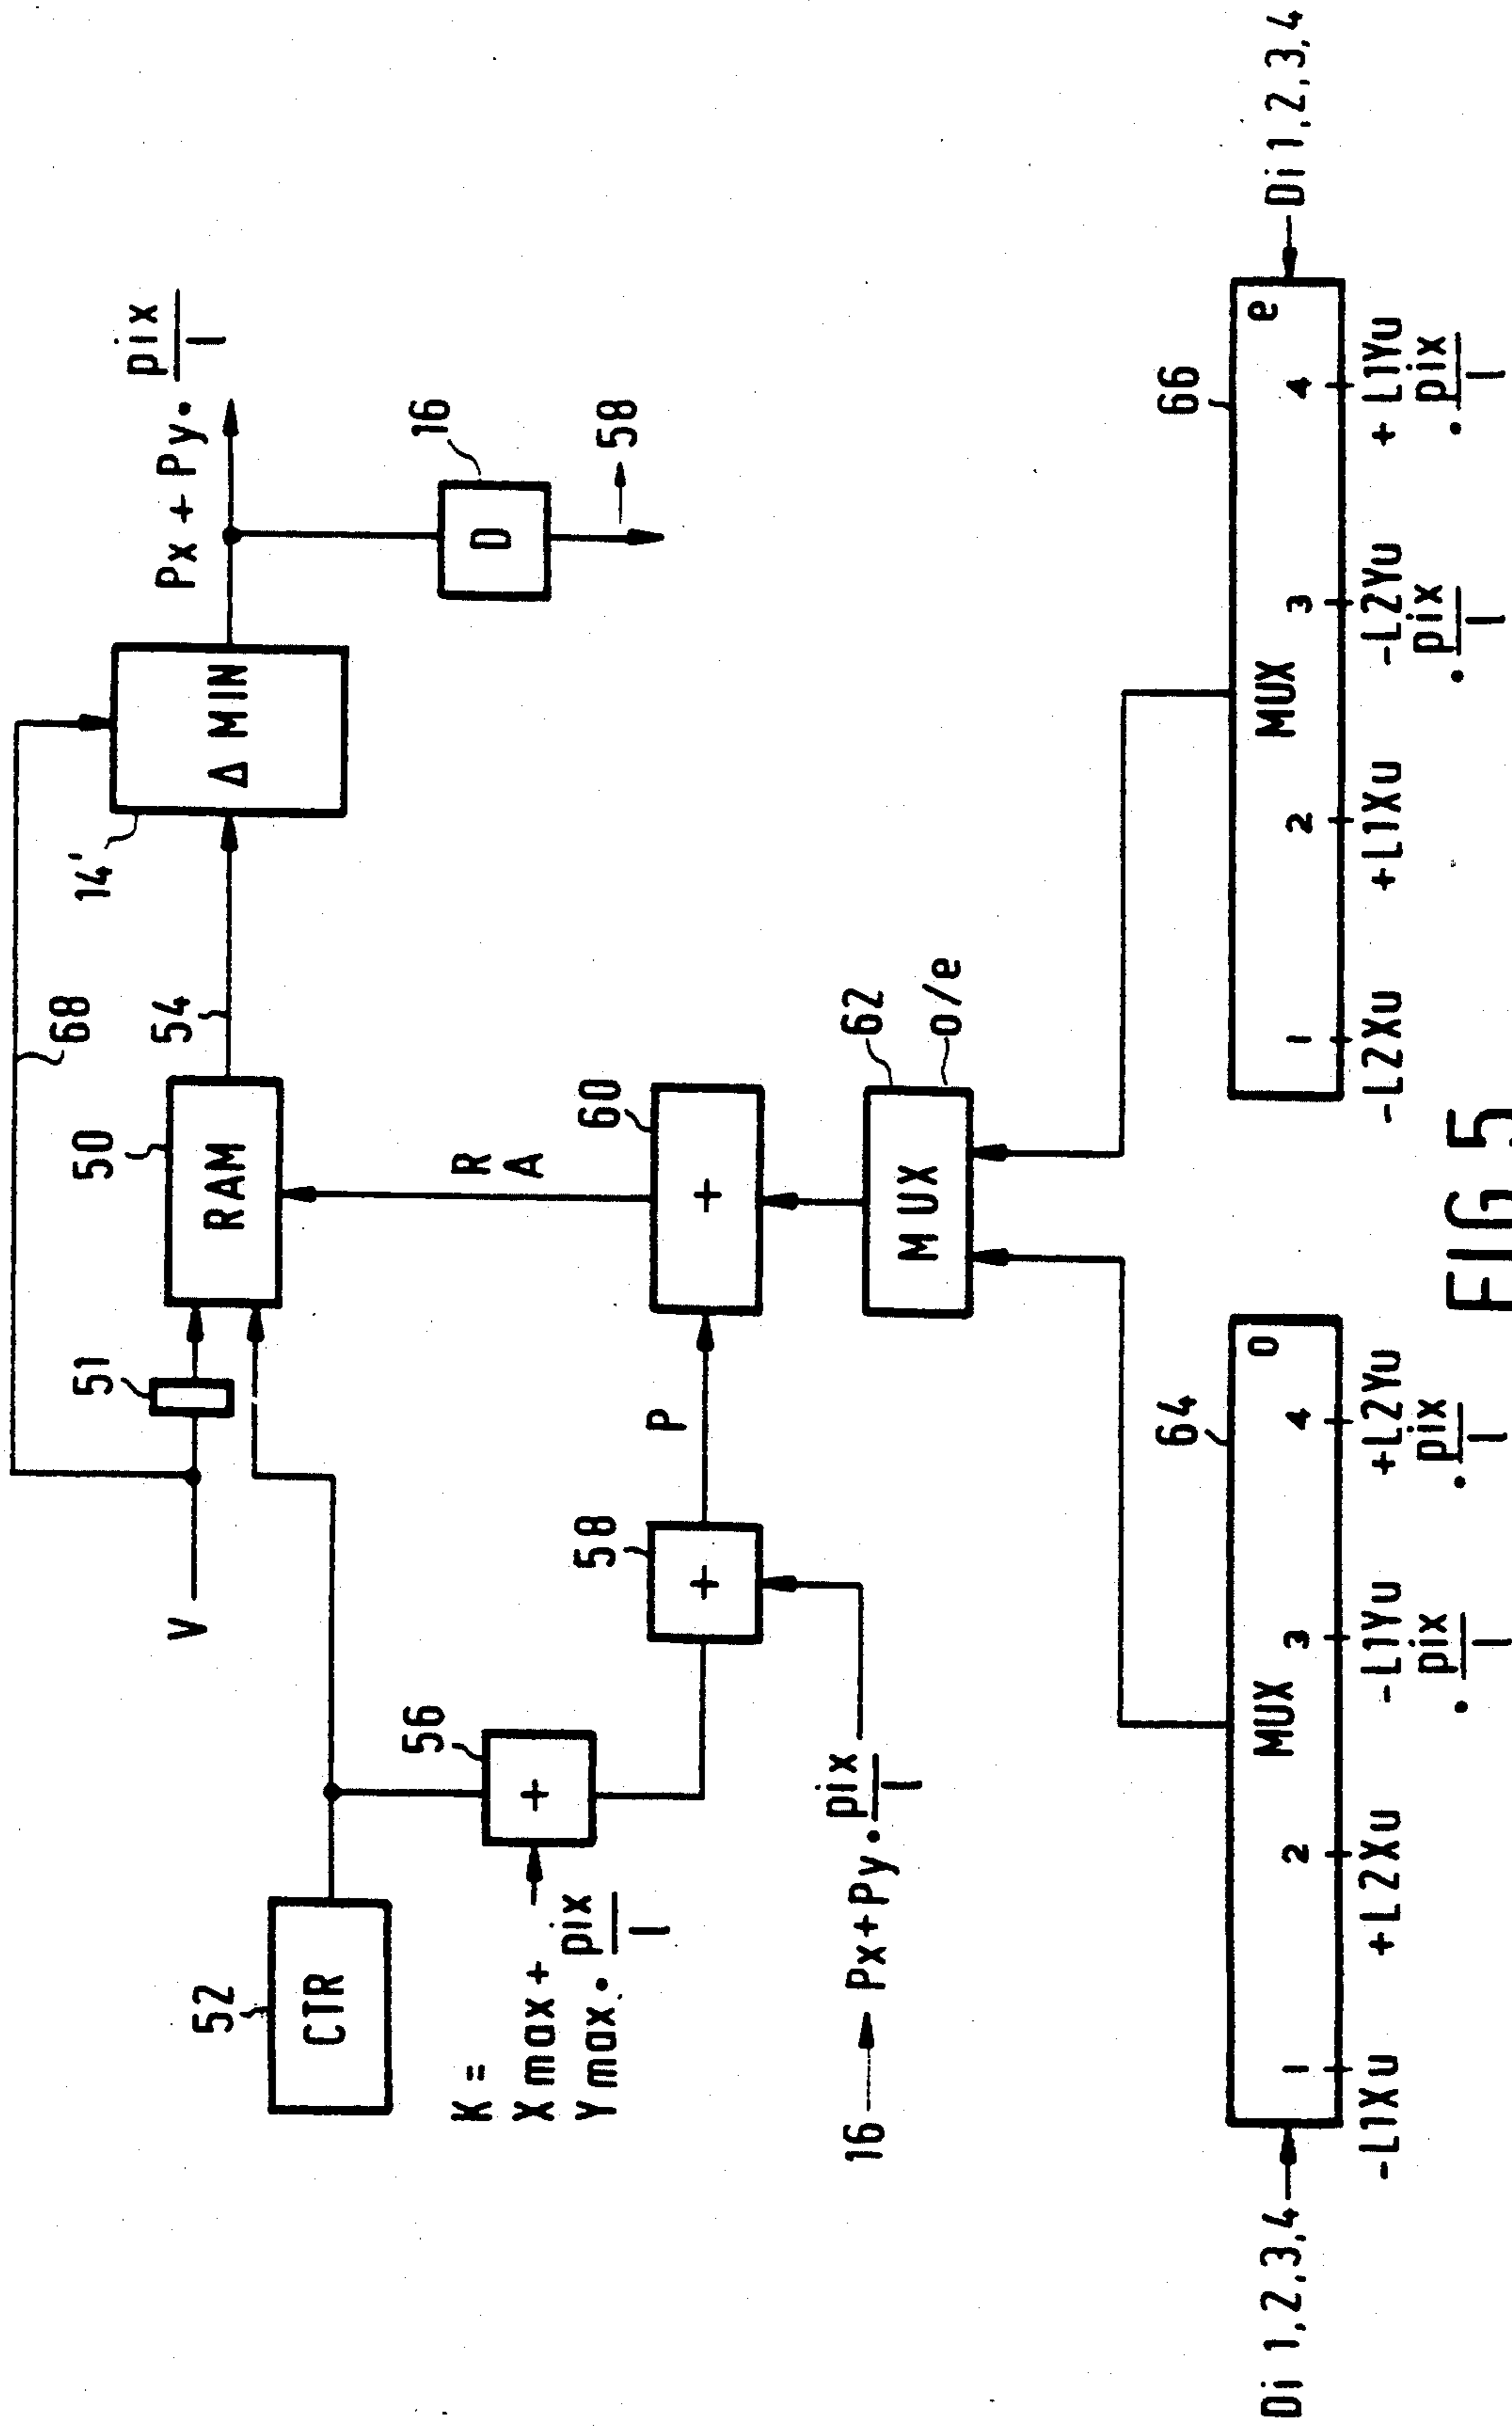 68
V
51
50
RAM
54
14'
Δ MIN
Px + Py. pix/l
16
D
58
52
CTR
K =
X max +
Y max. pix/l
56
+
58
+
P
60
+
R
A
16 Px+Py. pix/l
62
MUX
o/e
64
MUX
o
1 2 3 4
Di 1,2,3,4
-L1Xu +L2Xu -L1Yu +L2Yu
. pix/l . pix/l
66
MUX
e
1 2 3 4
Di 1,2,3,4
-L2Xu +L1Xu -L2Yu + L1Yu
. pix/l . pix/l
FIG 5